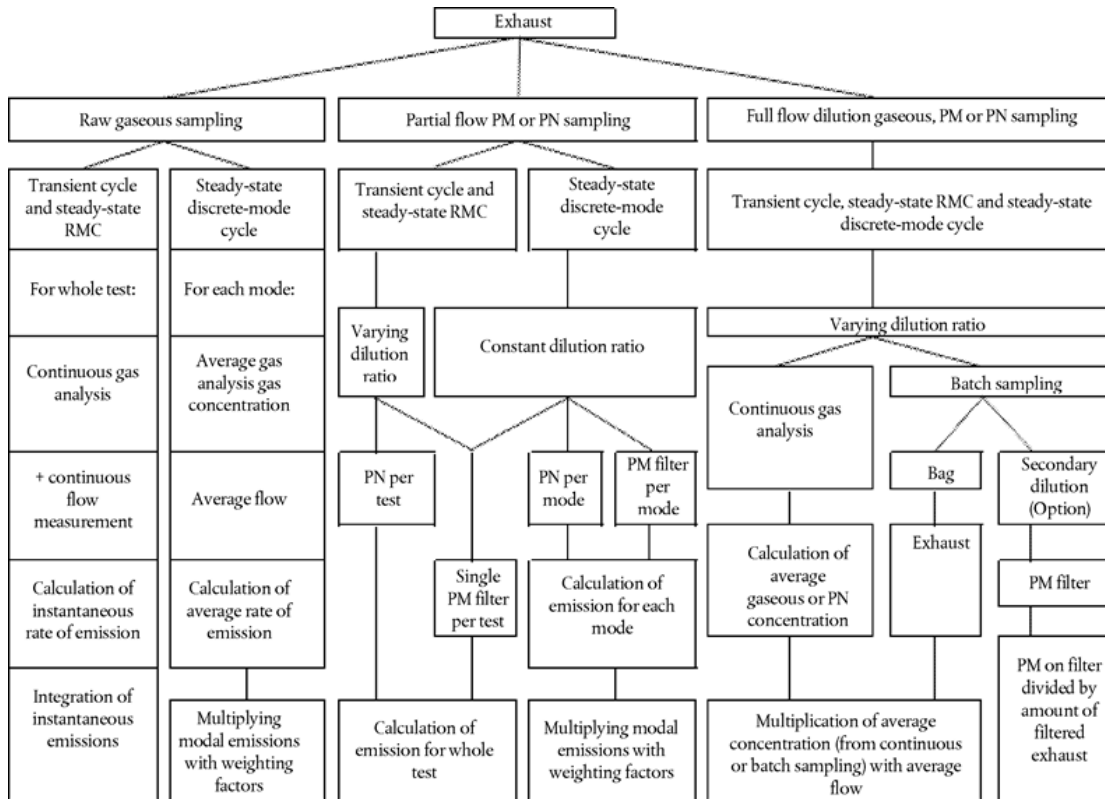 Exhaust
Raw gaseous sampling
Partial flow PM or PN sampling
Full flow dilution gaseous, PM or PN sampling
Transient cycle
and steady-state
RMC
Steady-state
discrete-mode
cycle
Transient cycle and
steady-state RMC
Steady-state
discrete-mode
cycle
Transient cycle, steady-state RMC and steady-state
discrete-mode cycle
For whole test:
For each mode:
Varying
dilution
ratio
Constant dilution ratio
Varying dilution ratio
Continuous gas
analysis
Average gas
analysis gas
concentration
Continuous gas
analysis
Batch sampling
+ continuous
flow
measurement
Average flow
PN per
test
PN per
mode
PM filter
per
mode
Bag
Secondary
dilution
(Option)
Calculation of
instantaneous
rate of emission
Calculation of
average rate of
emission
Single
PM filter
per test
Calculation of
emission for each
mode
Calculation of
average
gaseous or PN
concentration
Exhaust
PM filter
Integration of
instantaneous
emissions
Multiplying
modal emissions
with weighting
factors
Calculation of
emission for whole
test
Multiplying modal
emissions with
weighting factors
Multiplication of average
concentration (from continuous
or batch sampling) with average
flow
PM on filter
divided by
amount of
filtered
exhaust